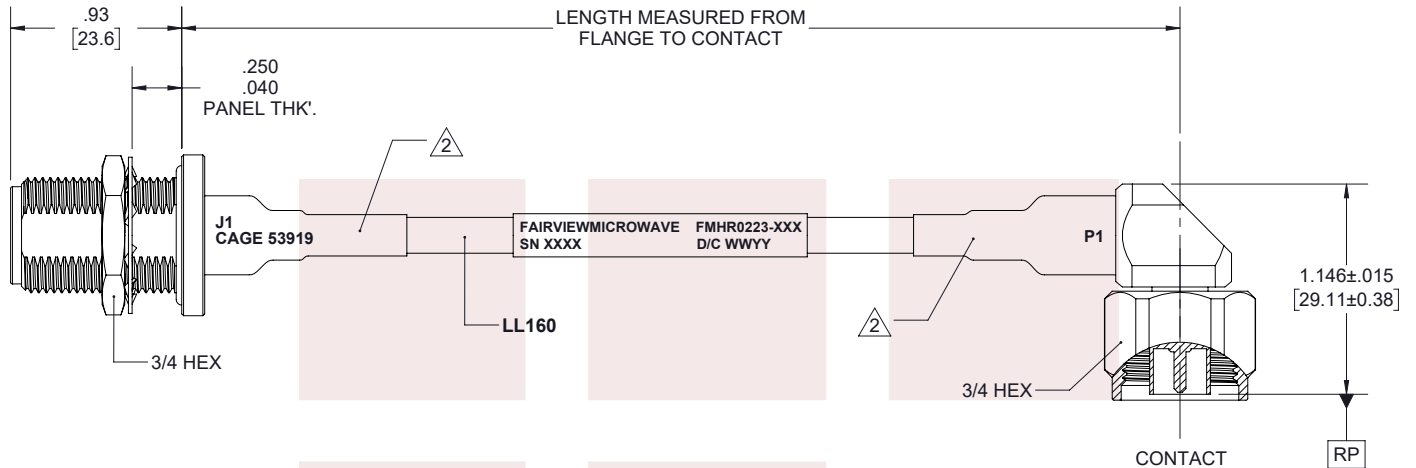 .93
[23.6]
LENGTH MEASURED FROM
FLANGE TO CONTACT
.250
.040
PANEL THK'.
2
J1
CAGE 53919
FAIRVIEWMICROWAVE FMHR0223-XXX
SN XXXX D/C WWYY
P1
1.146±.015
[29.11±0.38]
LL160
2
3/4 HEX
3/4 HEX
CONTACT
RP